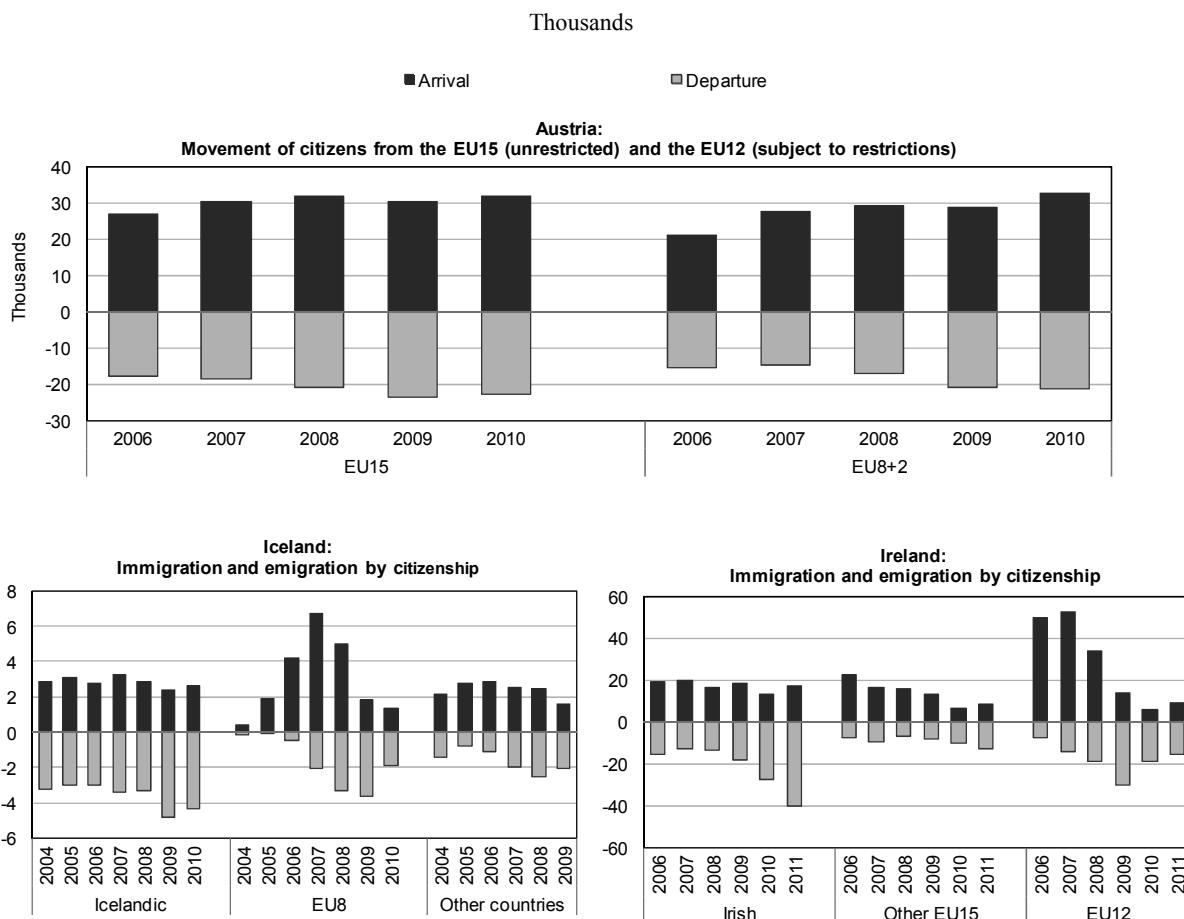 Thousands
Arrival Departure
Austria:
Movement of citizens from the EU15 (unrestricted) and the EU12 (subject to restrictions)
Thousands
40
30
20
10
0
-10
-20
-30
2006 2007 2008 2009 2010 2006 2007 2008 2009 2010
EU15 EU8+2
Iceland:
Immigration and emigration by citizenship
8
6
4
2
0
-2
-4
-6
2004 2005 2006 2007 2008 2009 2010 2004 2005 2006 2007 2008 2009 2010 2004 2005 2006 2007 2008 2009
Icelandic EU8 Other countries
Ireland:
Immigration and emigration by citizenship
60
40
20
0
-20
-40
-60
2006 2007 2008 2009 2010 2011 2006 2007 2008 2009 2010 2011 2006 2007 2008 2009 2010 2011
Irish Other EU15 EU12